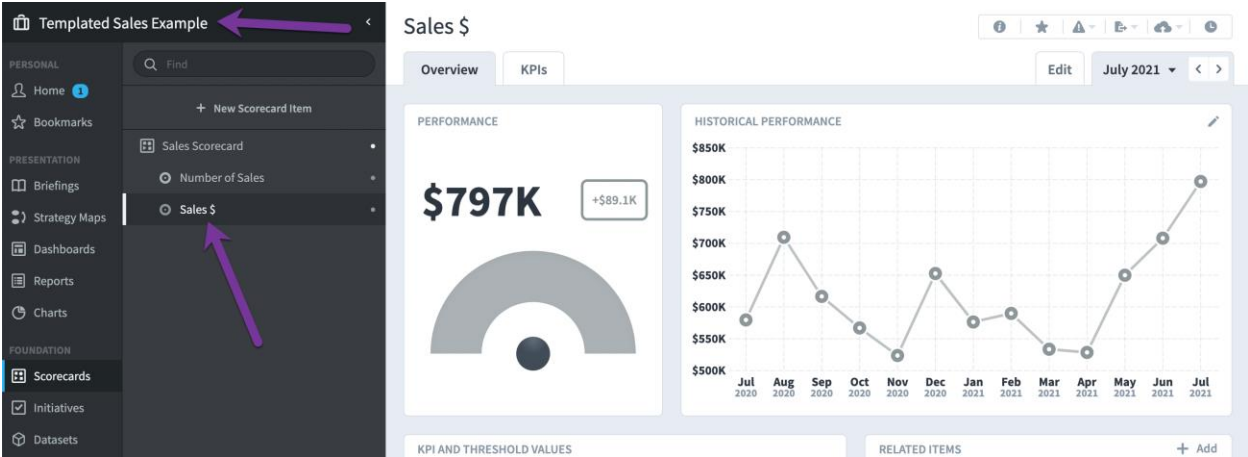 Templated Sales Example
PERSONAL
Home 1
Bookmarks
PRESENTATION
Briefings
Strategy Maps
Dashboards
Reports
Charts
FOUNDATION
Scorecards
Initiatives
Datasets
Find
+ New Scorecard Item
Sales Scorecard
Number of Sales
Sales $
Sales $
Overview KPIs Edit July 2021
PERFORMANCE
$797K +$89.1K
HISTORICAL PERFORMANCE
$850K
$800K
$750K
$700K
$650K
$600K
$550K
$500K
Jul Aug Sep Oct Nov Dec Jan Feb Mar Apr May Jun Jul
2020 2020 2020 2020 2020 2020 2021 2021 2021 2021 2021 2021 2021
KPI AND THRESHOLD VALUES
RELATED ITEMS + Add